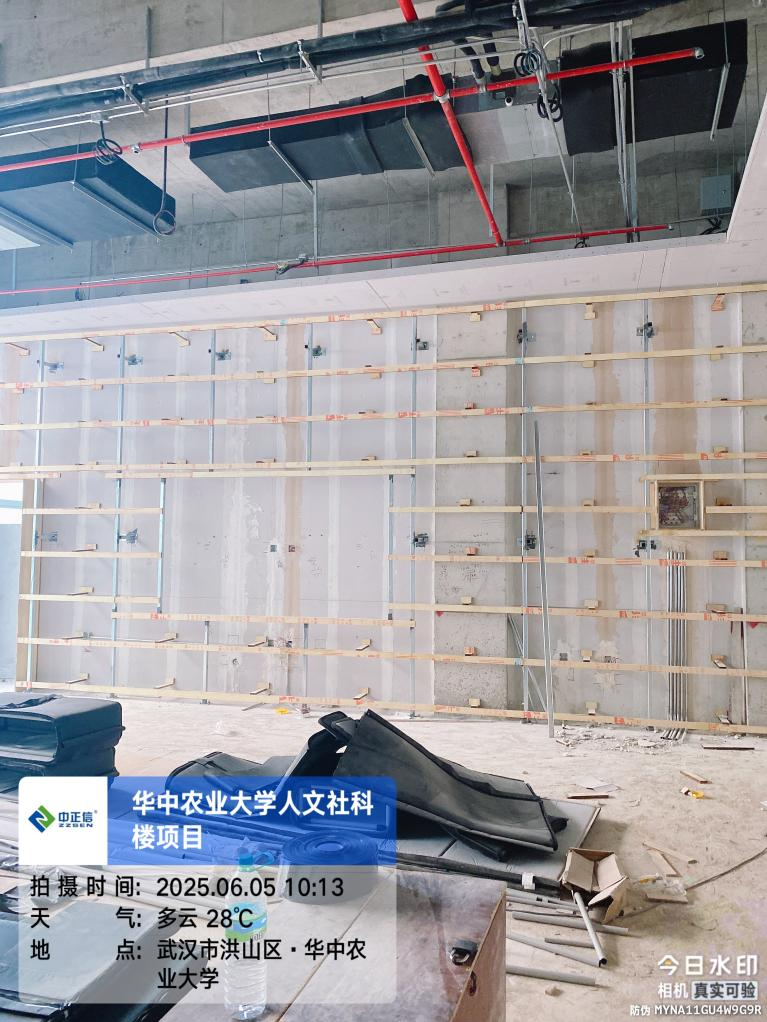 中正信®
ZZSEN
华中农业大学人文社科
楼项目
拍摄时间: 2025.06.05 10:13
天气: 多云 28℃
地点: 武汉市洪山区·华中农
业大学
今日水印
相机 真实可验
防伪 MYNA11GU4W9G9R